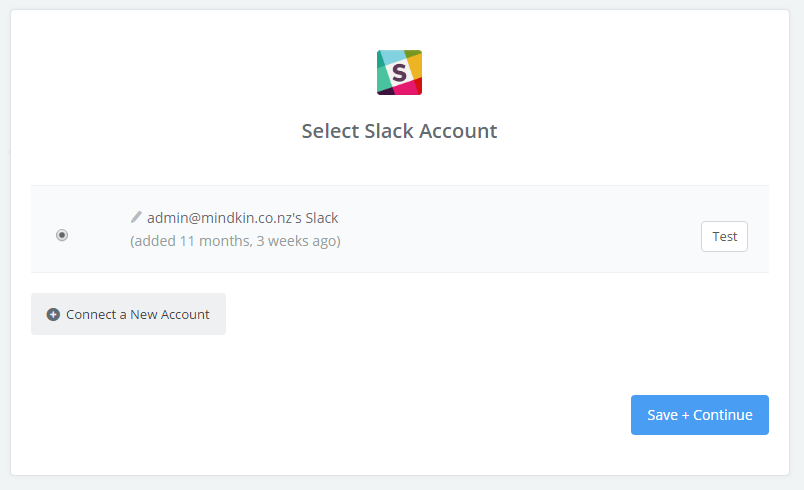 S
Select Slack Account
admin@mindkin.co.nz's Slack
(added 11 months, 3 weeks ago)
Test
Connect a New Account
Save + Continue